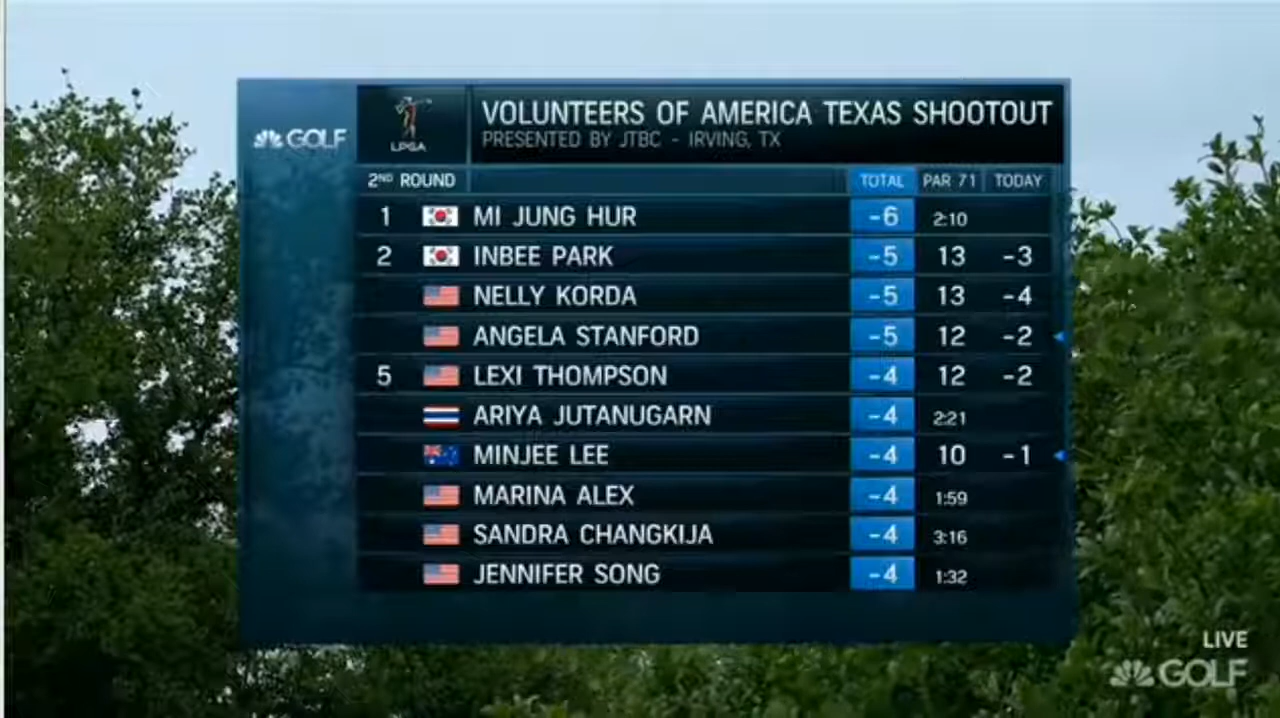 GOLF
LPGA
VOLUNTEERS OF AMERICA TEXAS SHOOTOUT
PRESENTED BY JTBC - IRVING, TX
2ND ROUND TOTAL PAR 71 TODAY
1 MI JUNG HUR -6 2:10
2 INBEE PARK -5 13 -3
NELLY KORDA -5 13 -4
ANGELA STANFORD -5 12 -2
5 LEXI THOMPSON -4 12 -2
ARIYA JUTANUGARN -4 2:21
MINJEE LEE -4 10 -1
MARINA ALEX -4 1:59
SANDRA CHANGKIJA -4 3:16
JENNIFER SONG -4 1:32
LIVE
GOLF